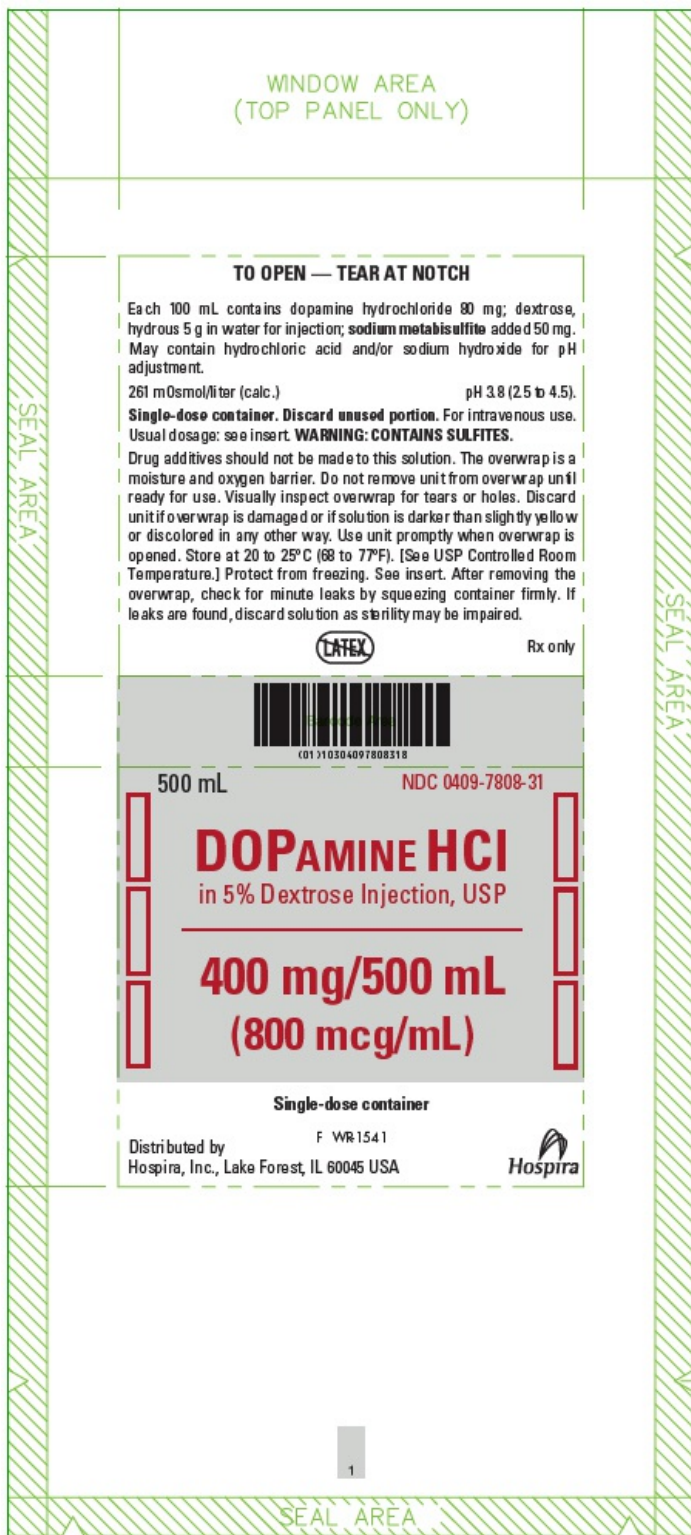 WINDOW AREA
(TOP PANEL ONLY)
TO OPEN — TEAR AT NOTCH
Each 100 mL contains dopamine hydrochloride 80 mg; dextrose,
hydrous 5 g in water for injection; sodium metabisulfite added 50 mg.
May contain hydrochloric acid and/or sodium hydroxide for pH
adjustment.
261 mOsmol/liter (calc.) pH 3.8 (2.5 to 4.5).
Single-dose container. Discard unused portion. For intravenous use.
Usual dosage: see insert. WARNING: CONTAINS SULFITES.
Drug additives should not be made to this solution. The overwrap is a
moisture and oxygen barrier. Do not remove unit from overwrap until
ready for use. Visually inspect overwrap for tears or holes. Discard
unit if overwrap is damaged or if solution is darker than slightly yellow
or discolored in any other way. Use unit promptly when overwrap is
opened. Store at 20 to 25°C (68 to 77°F). [See USP Controlled Room
Temperature.] Protect from freezing. See insert. After removing the
overwrap, check for minute leaks by squeezing container firmly. If
leaks are found, discard solution as sterility may be impaired.
LATEX
Rx only
SEAL AREA
SEAL AREA
Barcode Area
(01)10304097808318
500 mL NDC 0409-7808-31
DOPAMINE HCl
in 5% Dextrose Injection, USP
400 mg/500 mL
(800 mcg/mL)
Single-dose container
F WR-1541
Distributed by
Hospira, Inc., Lake Forest, IL 60045 USA
Hospira
1
SEAL AREA